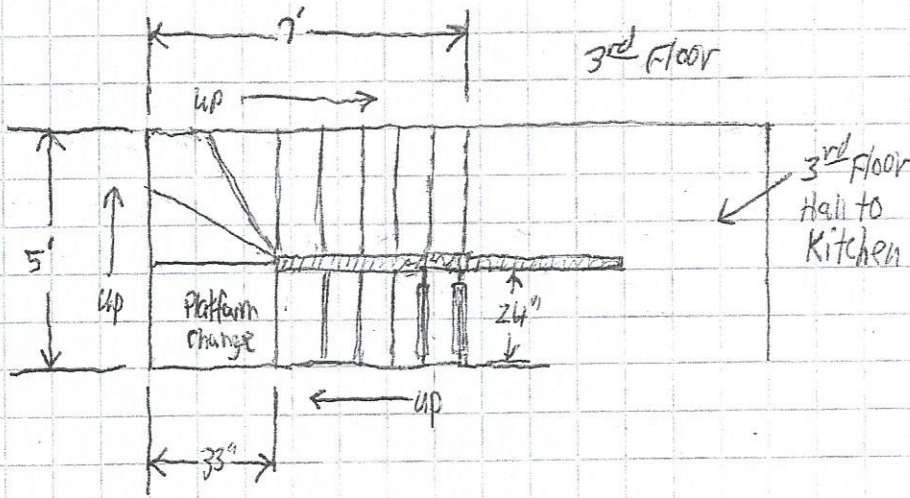 7'
3rd Floor
up
3rd Floor
Hall to
Kitchen
5'
up
Platform
Change
24"
up
33"